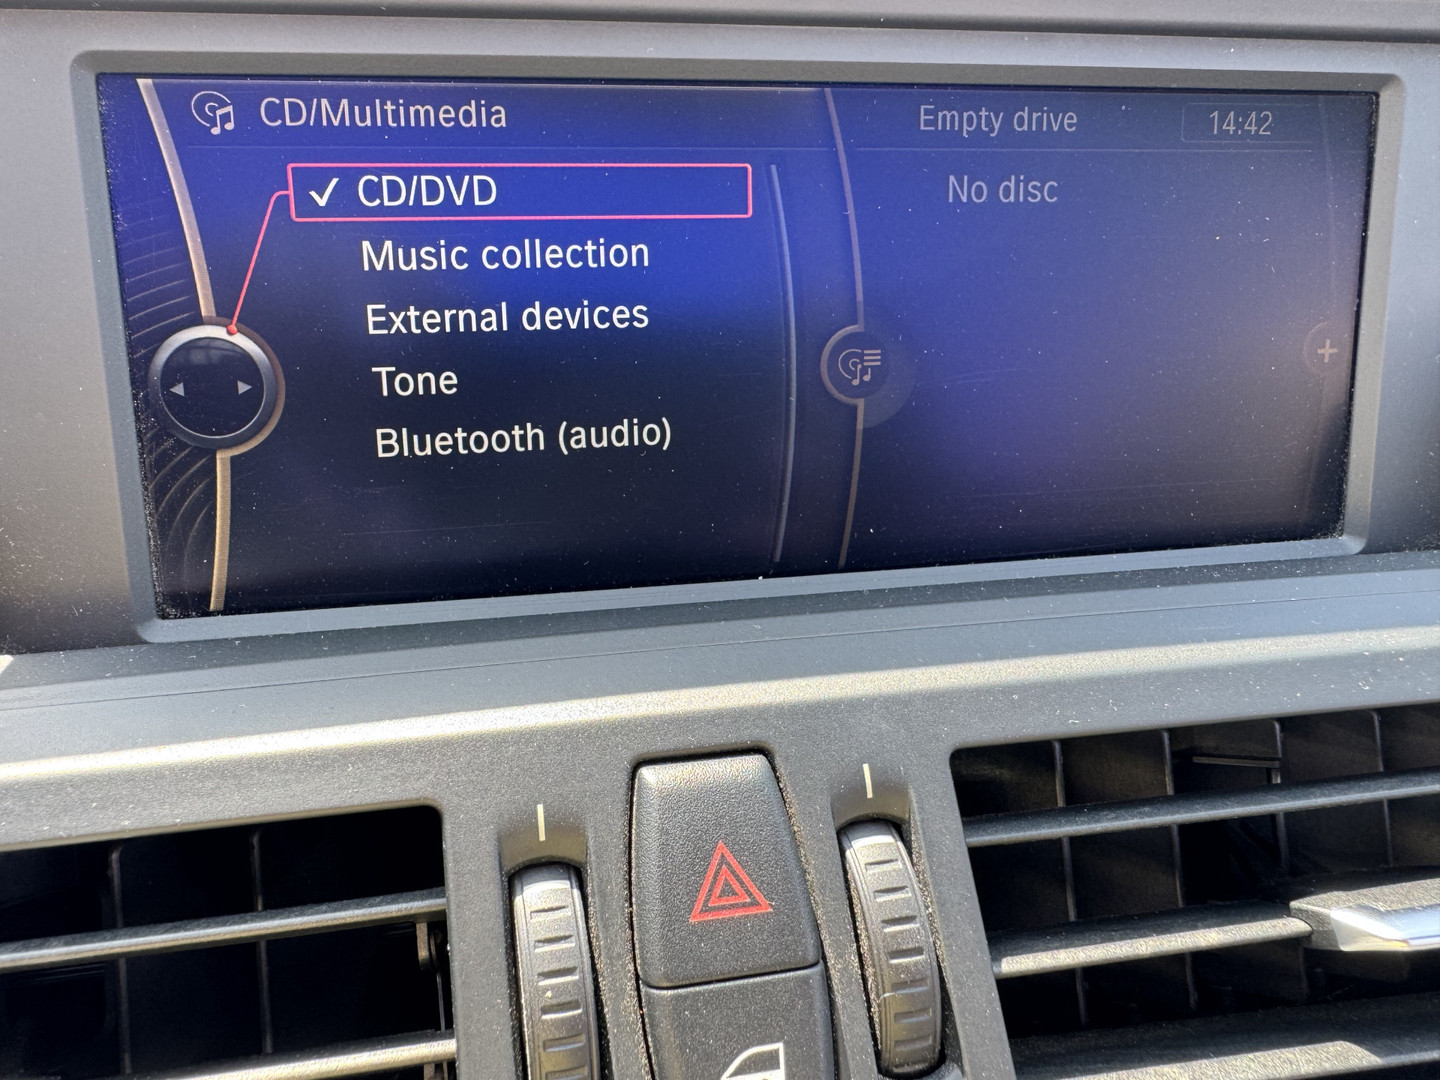 CD/Multimedia
Empty drive
14:42
✓ CD/DVD
No disc
Music collection
External devices
Tone
Bluetooth (audio)